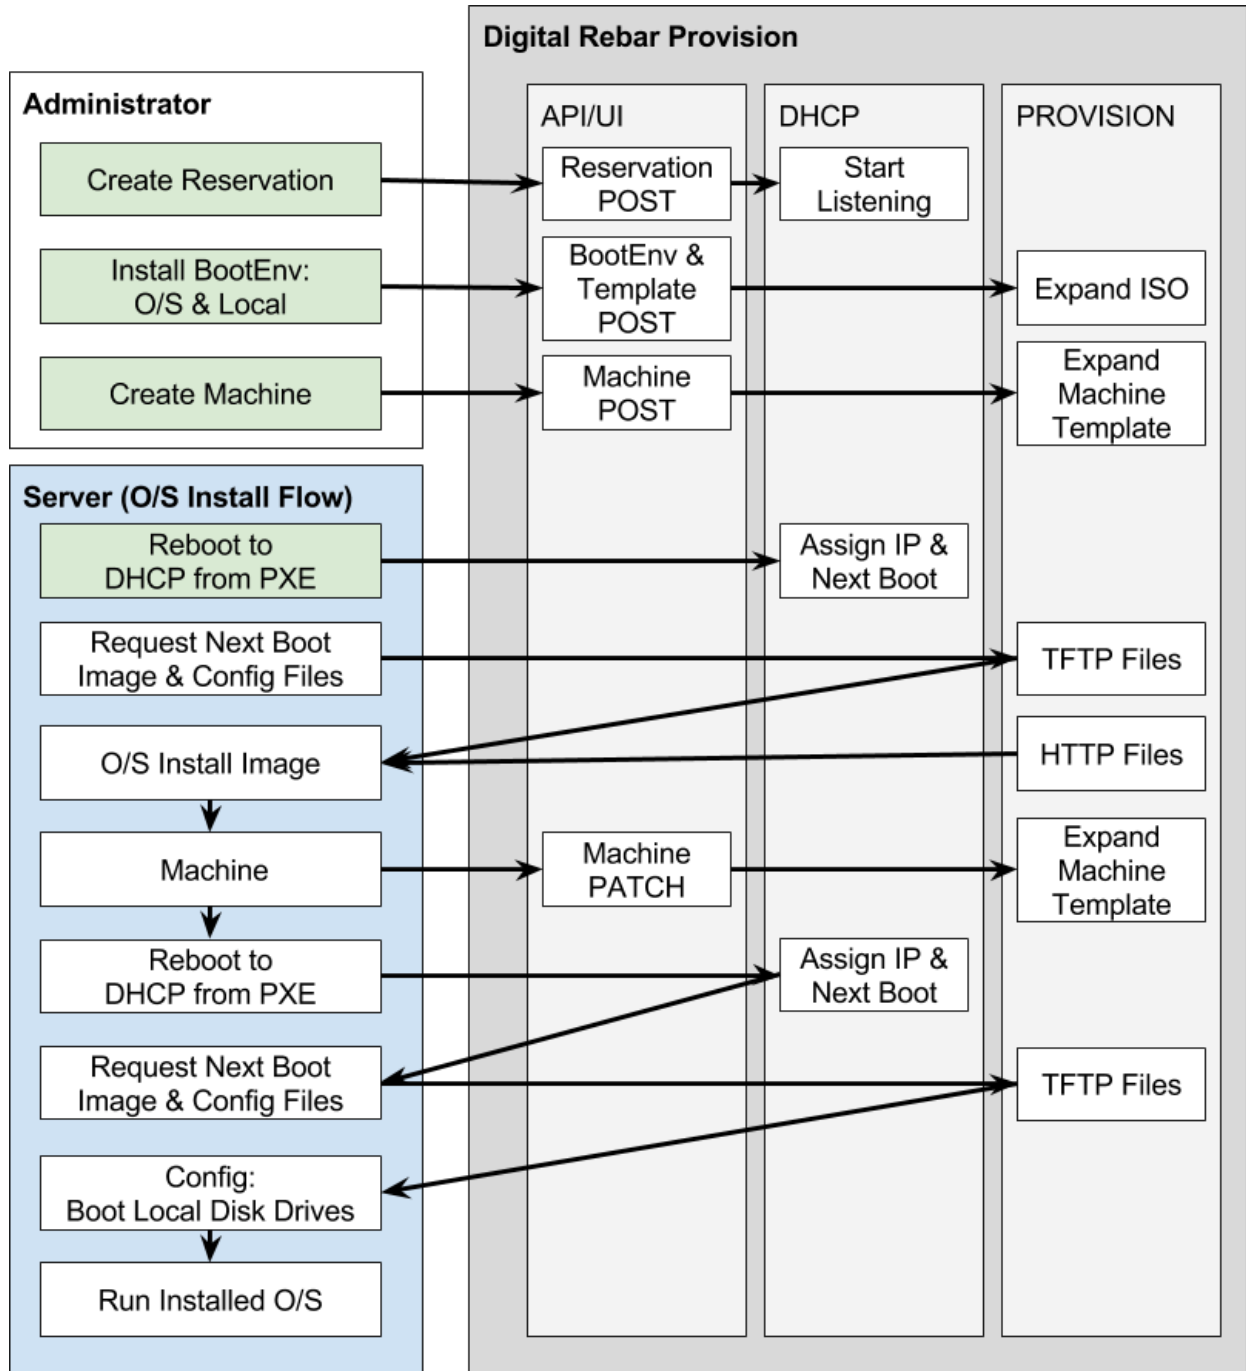 Digital Rebar Provision
Administrator
API/UI
DHCP
PROVISION
Create Reservation
Reservation
POST
Start
Listening
Install BootEnv:
O/S & Local
BootEnv &
Template
POST
Expand ISO
Create Machine
Machine
POST
Expand
Machine
Template
Server (O/S Install Flow)
Reboot to
DHCP from PXE
Assign IP &
Next Boot
Request Next Boot
Image & Config Files
TFTP Files
O/S Install Image
HTTP Files
Machine
Machine
PATCH
Expand
Machine
Template
Reboot to
DHCP from PXE
Assign IP &
Next Boot
Request Next Boot
Image & Config Files
TFTP Files
Config:
Boot Local Disk Drives
Run Installed O/S